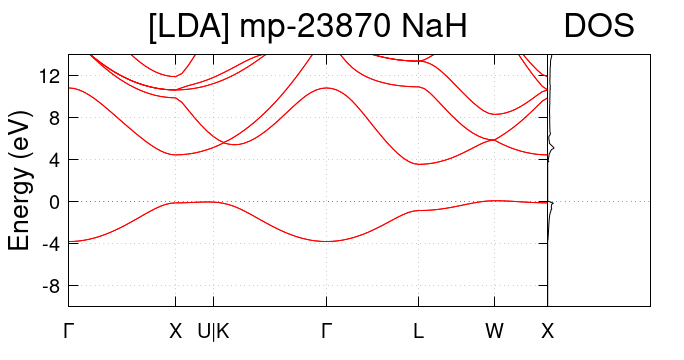 [LDA] mp-23870 NaH
DOS
Energy (eV)
12
8
4
0
-4
-8
Γ X U|K Γ L W X